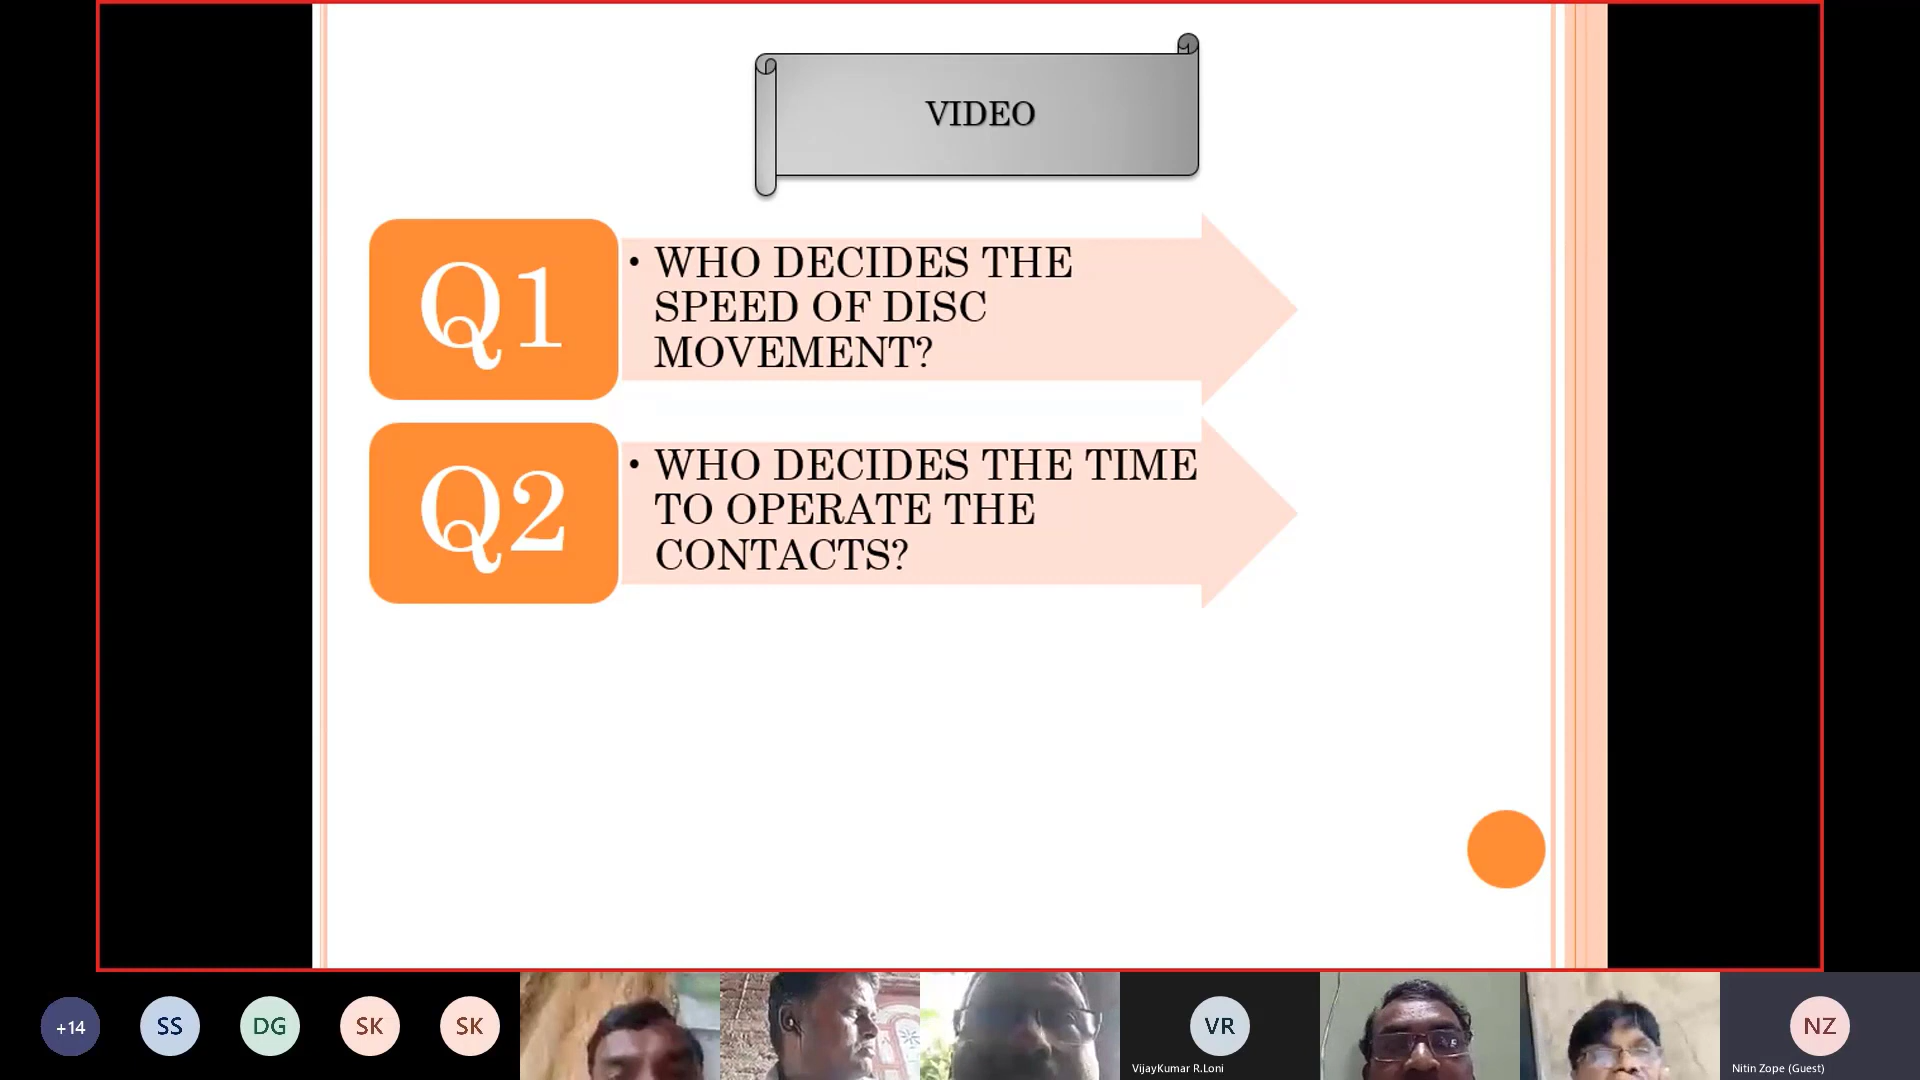 VIDEO
Q1
• WHO DECIDES THE
SPEED OF DISC
MOVEMENT?
Q2
• WHO DECIDES THE TIME
TO OPERATE THE
CONTACTS?
+14
SS
DG
SK
SK
VR
VijayKumar R.Loni
NZ
Nitin Zope (Guest)